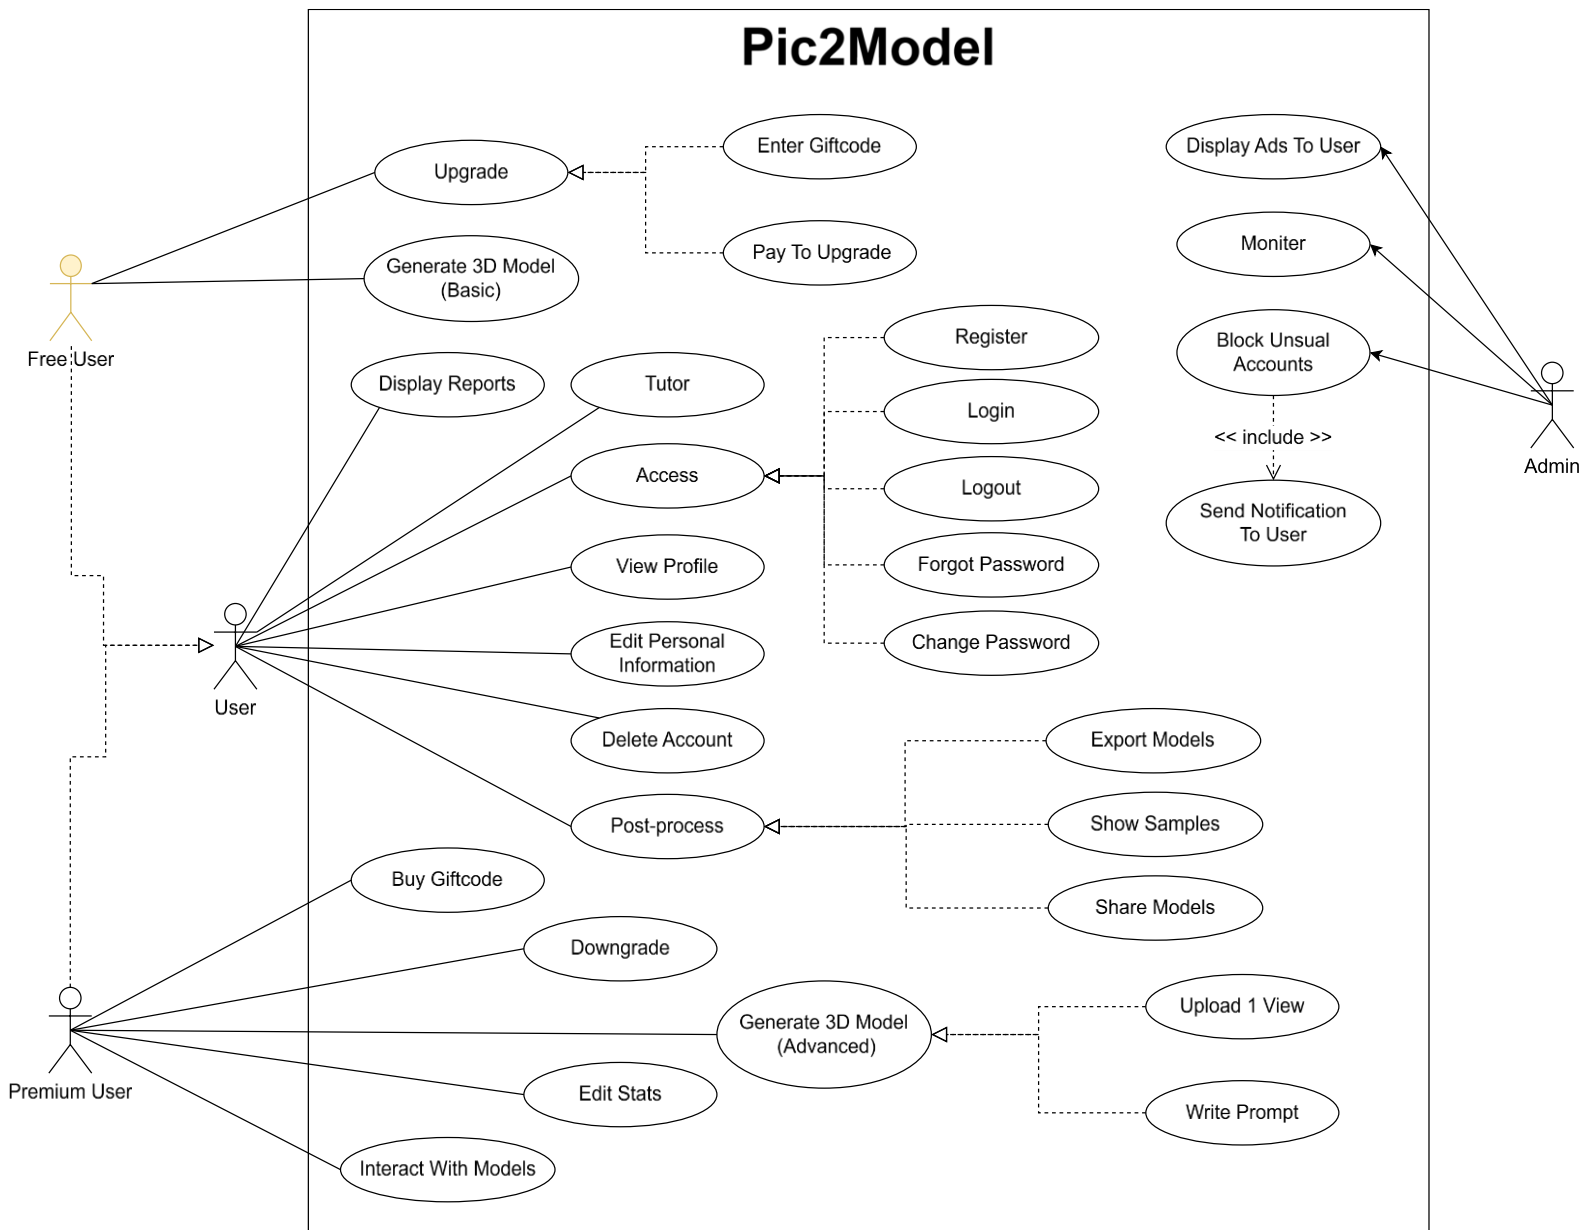 Pic2Model
Upgrade
Enter Giftcode
Display Ads To User
Pay To Upgrade
Moniter
Generate 3D Model
(Basic)
Free User
Register
Block Unsual
Accounts
Display Reports
Tutor
Login
<< include >>
Admin
Access
Logout
Send Notification
To User
View Profile
Forgot Password
Edit Personal
Information
Change Password
User
Delete Account
Export Models
Post-process
Show Samples
Buy Giftcode
Share Models
Downgrade
Generate 3D Model
(Advanced)
Upload 1 View
Premium User
Edit Stats
Write Prompt
Interact With Models